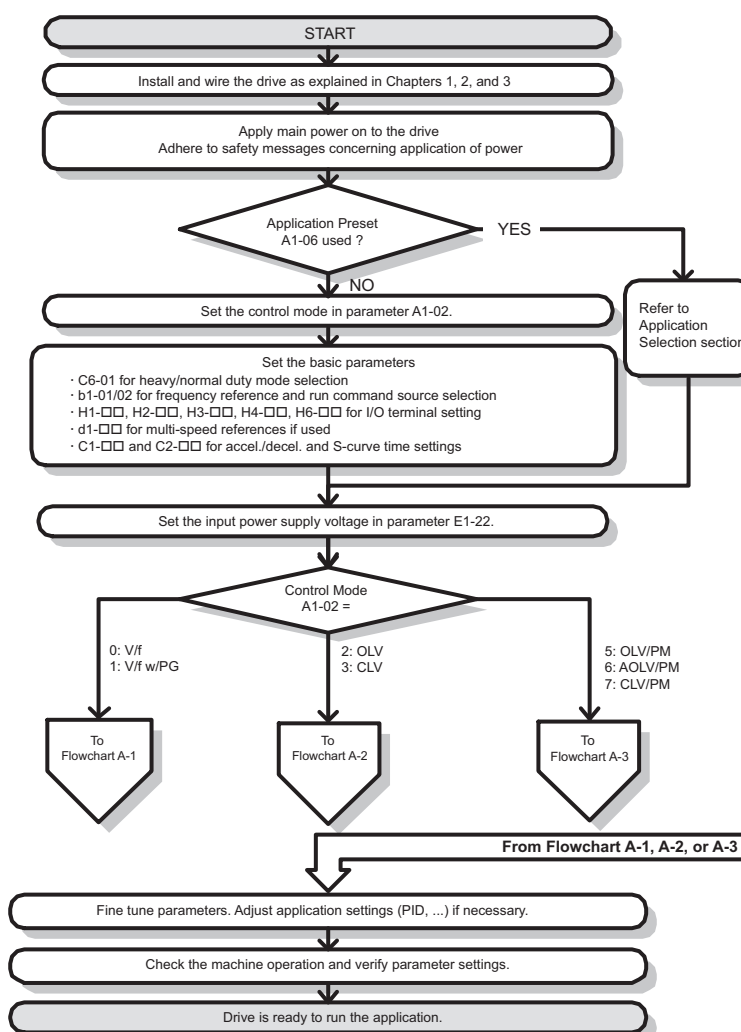 START
Install and wire the drive as explained in Chapters 1, 2, and 3
Apply main power on to the drive
Adhere to safety messages concerning application of power
Application Preset
A1-06 used ?
YES
NO
Set the control mode in parameter A1-02.
Refer to
Application
Selection section
Set the basic parameters
· C6-01 for heavy/normal duty mode selection
· b1-01/02 for frequency reference and run command source selection
· H1-□□, H2-□□, H3-□□, H4-□□, H6-□□ for I/O terminal setting
· d1-□□ for multi-speed references if used
· C1-□□ and C2-□□ for accel./decel. and S-curve time settings
Set the input power supply voltage in parameter E1-22.
Control Mode
A1-02 =
0: V/f
1: V/f w/PG
2: OLV
3: CLV
5: OLV/PM
6: AOLV/PM
7: CLV/PM
To
Flowchart A-1
To
Flowchart A-2
To
Flowchart A-3
From Flowchart A-1, A-2, or A-3
Fine tune parameters. Adjust application settings (PID, ...) if necessary.
Check the machine operation and verify parameter settings.
Drive is ready to run the application.